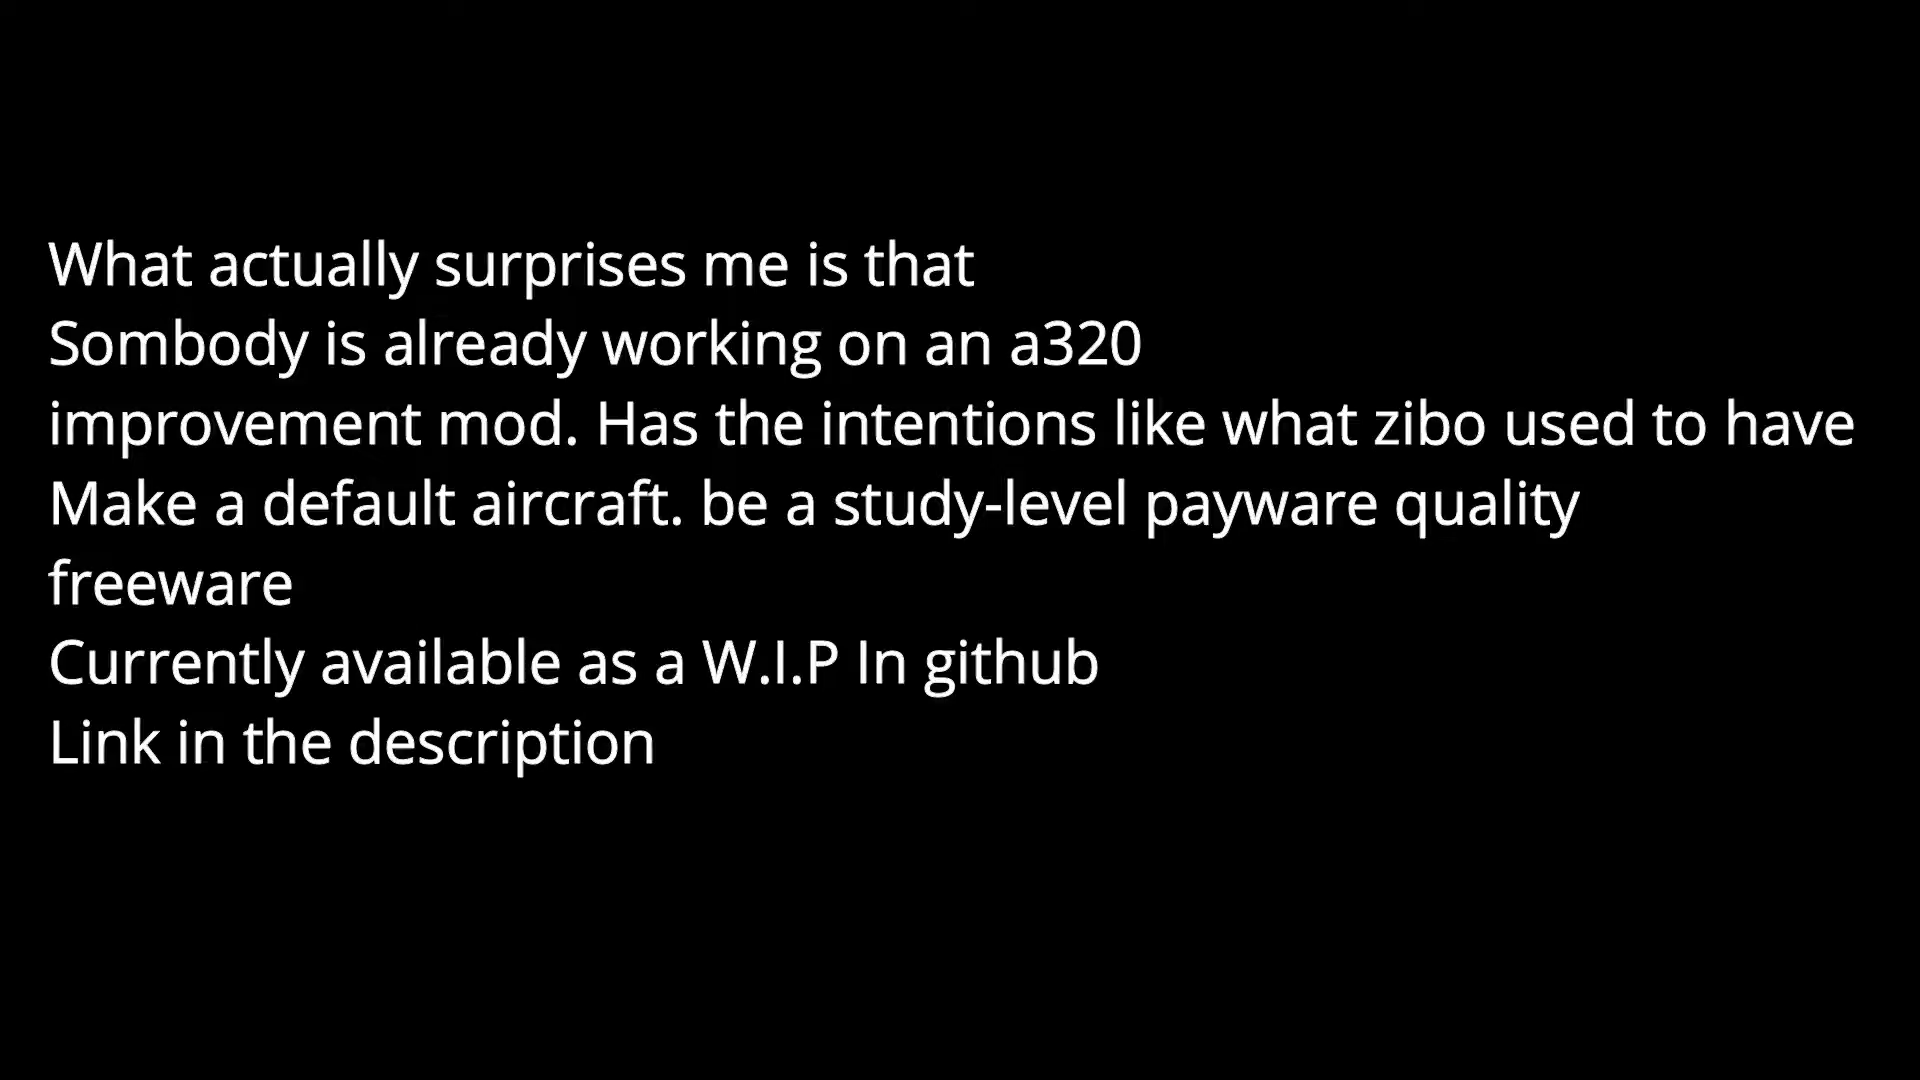 What actually surprises me is that
Sombody is already working on an a320
improvement mod. Has the intentions like what zibo used to have
Make a default aircraft. be a study-level payware quality
freeware
Currently available as a W.I.P In github
Link in the description